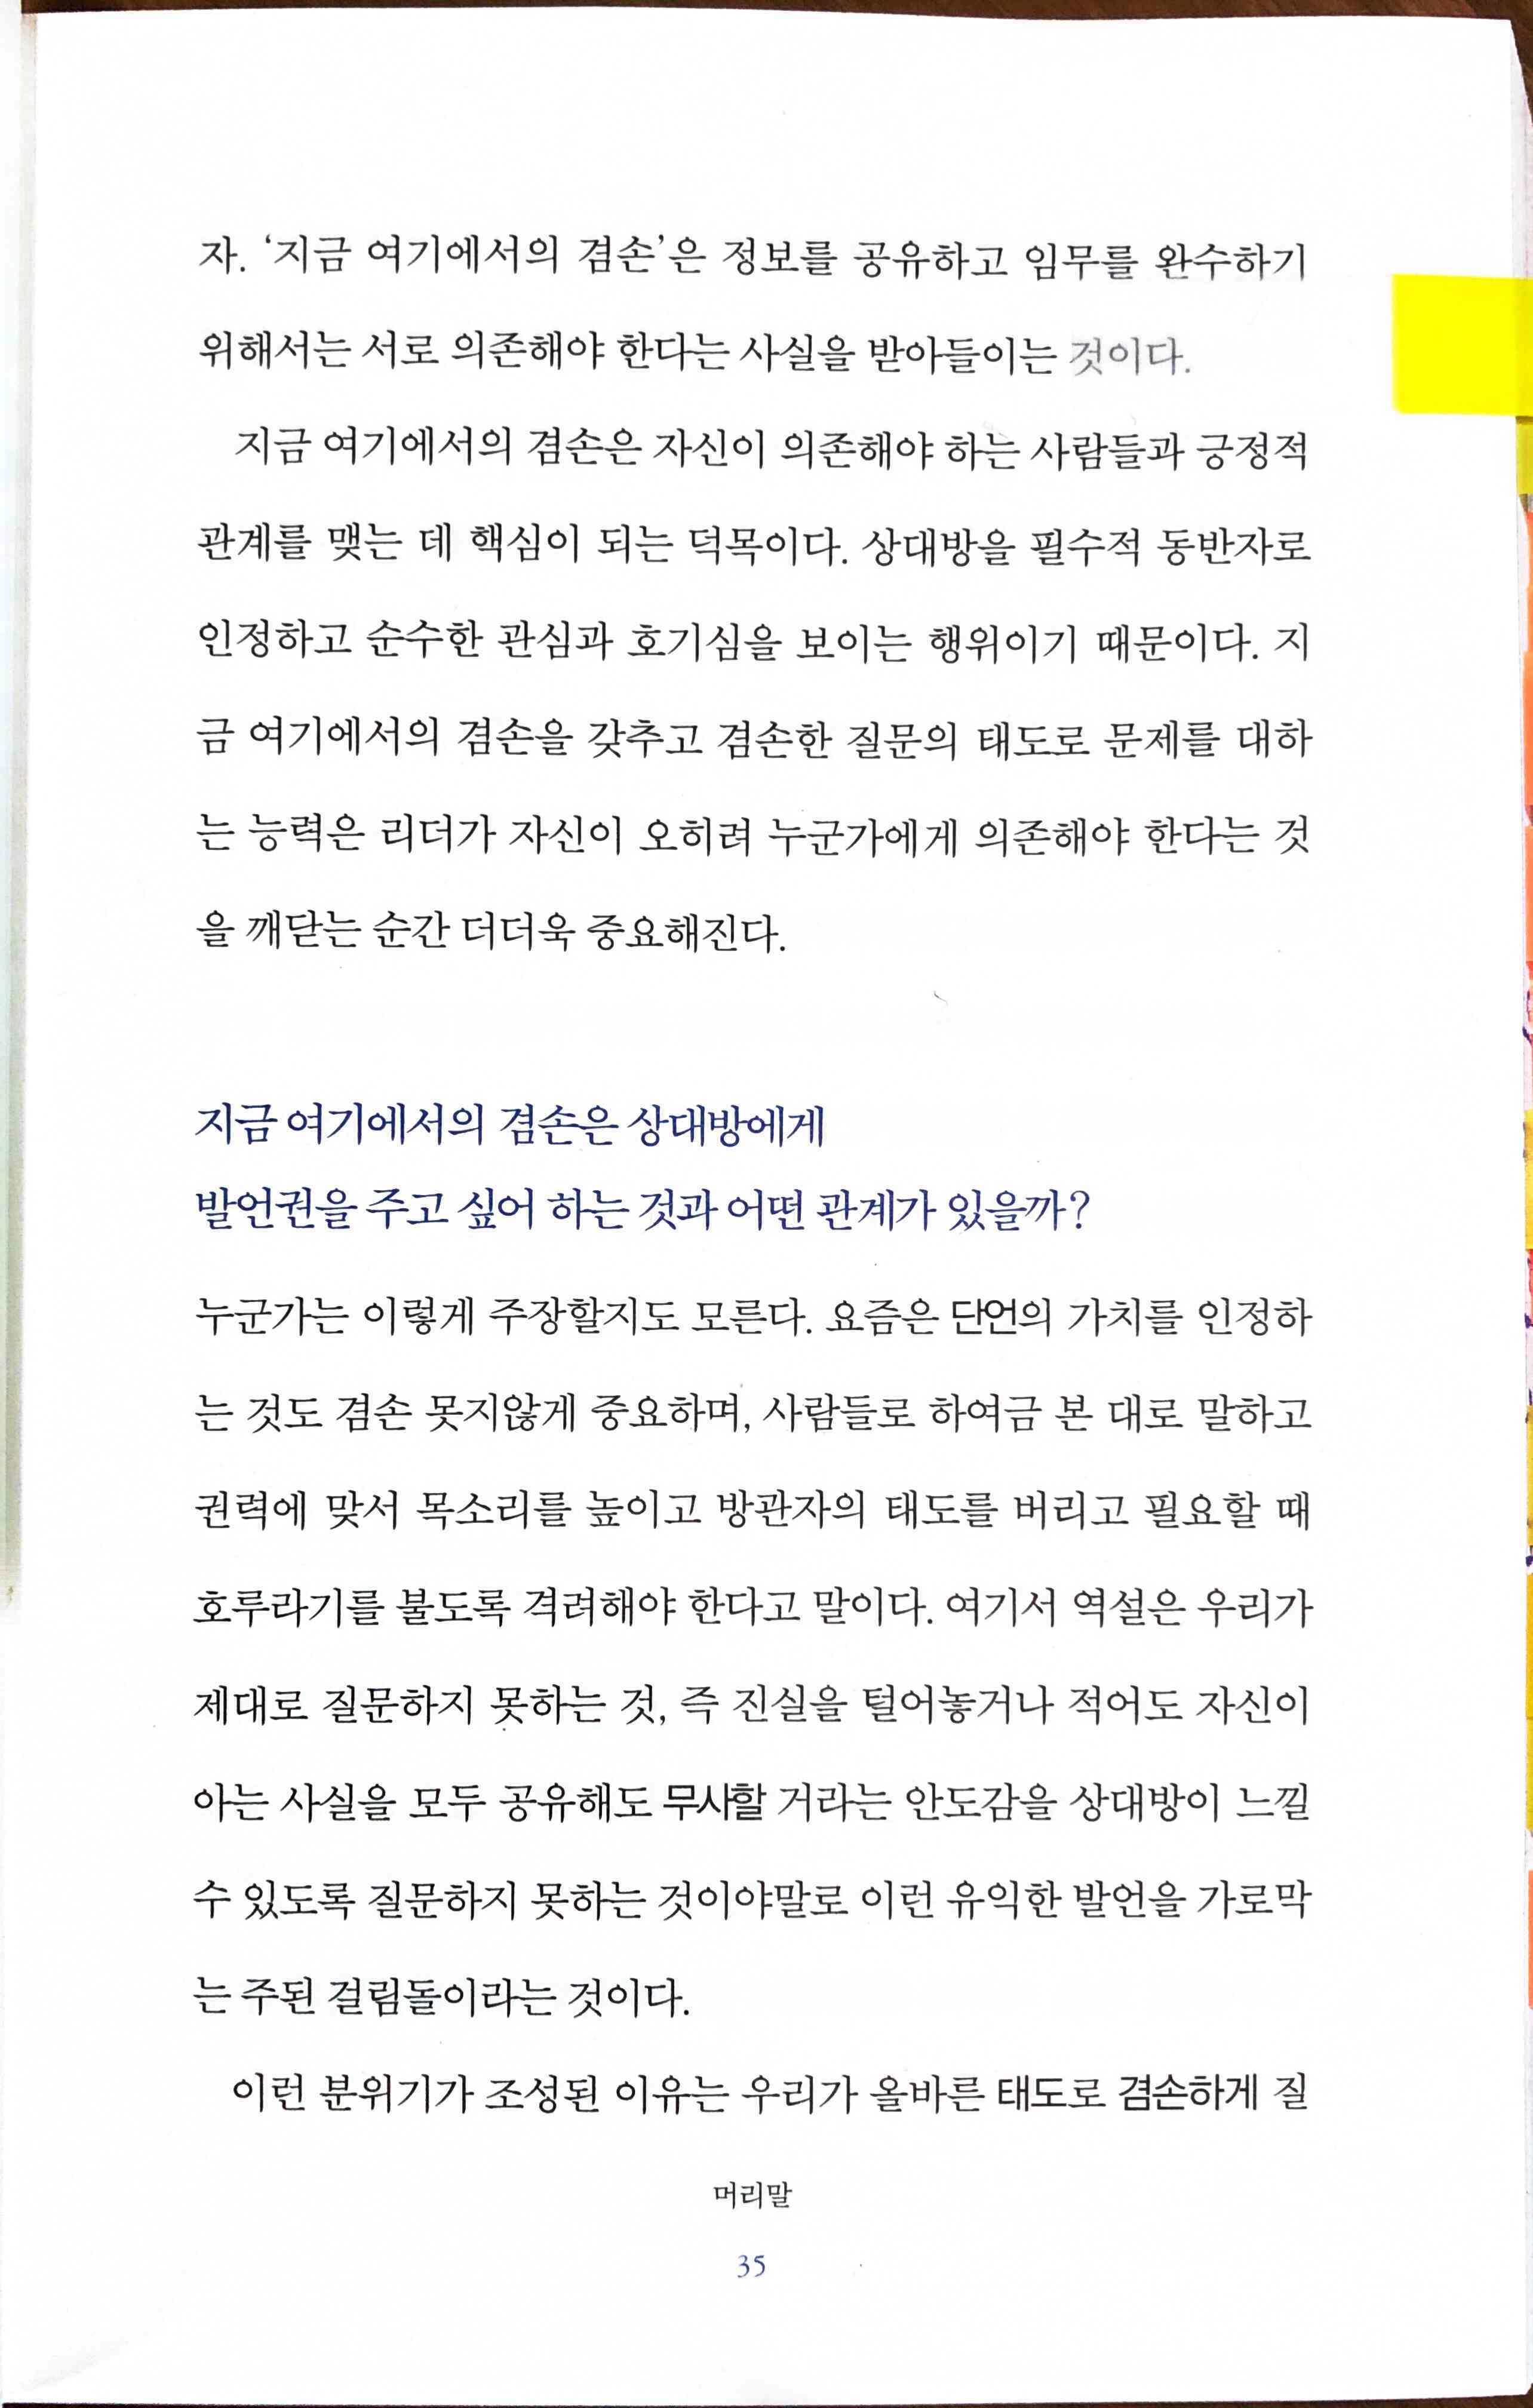 자. ‘지금 여기에서의 겸손’은 정보를 공유하고 임무를 완수하기
위해서는 서로 의존해야 한다는 사실을 받아들이는 것이다.
지금 여기에서의 겸손은 자신이 의존해야 하는 사람들과 긍정적
관계를 맺는 데 핵심이 되는 덕목이다. 상대방을 필수적 동반자로
인정하고 순수한 관심과 호기심을 보이는 행위이기 때문이다. 지
금 여기에서의 겸손을 갖추고 겸손한 질문의 태도로 문제를 대하
는 능력은 리더가 자신이 오히려 누군가에게 의존해야 한다는 것
을 깨닫는 순간 더더욱 중요해진다.
지금 여기에서의 겸손은 상대방에게
발언권을 주고 싶어 하는 것과 어떤 관계가 있을까?
누군가는 이렇게 주장할지도 모른다. 요즘은 단언의 가치를 인정하
는 것도 겸손 못지않게 중요하며, 사람들로 하여금 본 대로 말하고
권력에 맞서 목소리를 높이고 방관자의 태도를 버리고 필요할 때
호루라기를 불도록 격려해야 한다고 말이다. 여기서 역설은 우리가
제대로 질문하지 못하는 것, 즉 진실을 털어놓거나 적어도 자신이
아는 사실을 모두 공유해도 무사할 거라는 안도감을 상대방이 느낄
수 있도록 질문하지 못하는 것이야말로 이런 유익한 발언을 가로막
는 주된 걸림돌이라는 것이다.
이런 분위기가 조성된 이유는 우리가 올바른 태도로 겸손하게 질
머리말
35